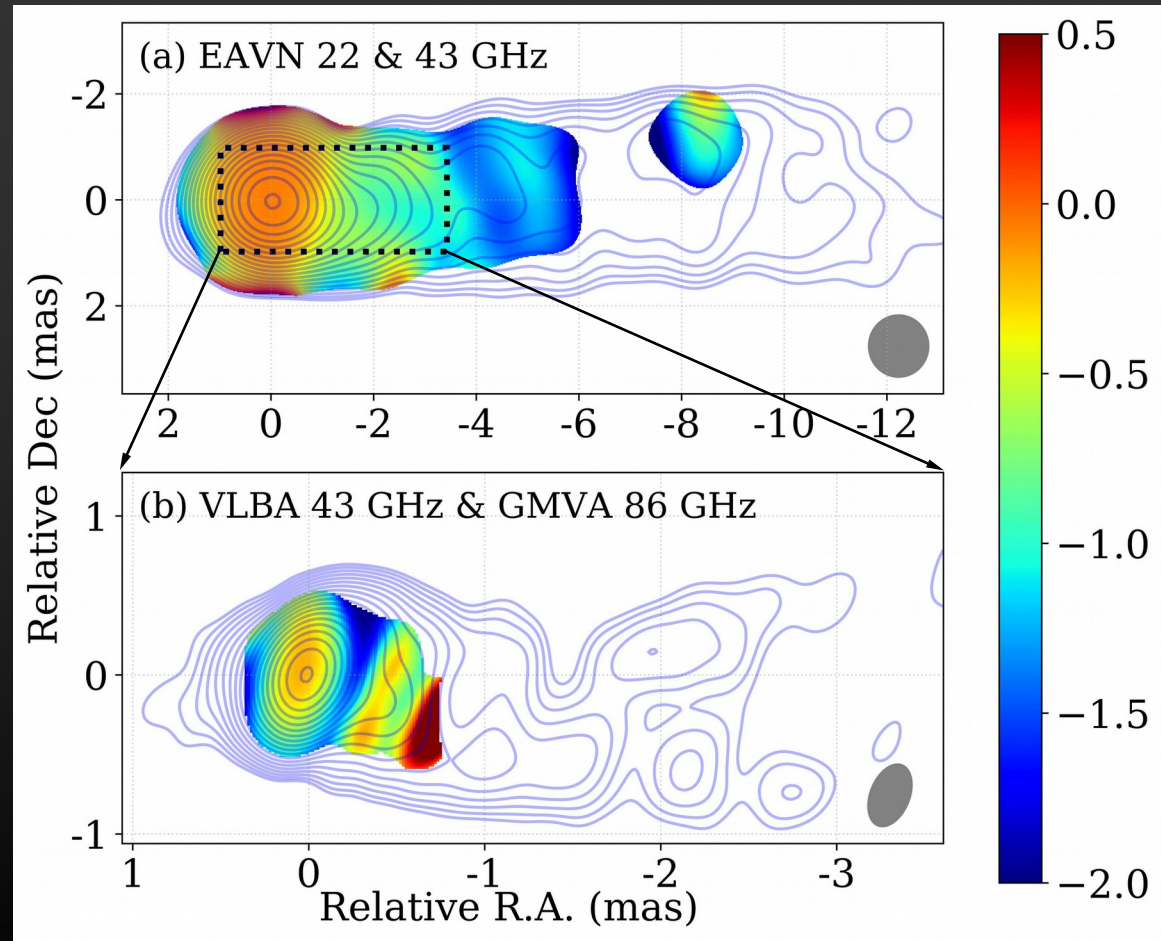 (a) EAVN 22 & 43 GHz
-2
0
2
2 0 -2 -4 -6 -8 -10 -12
Relative Dec (mas)
(b) VLBA 43 GHz & GMVA 86 GHz
1
0
-1
1 0 -1 -2 -3
Relative R.A. (mas)
0.5
0.0
−0.5
−1.0
−1.5
−2.0